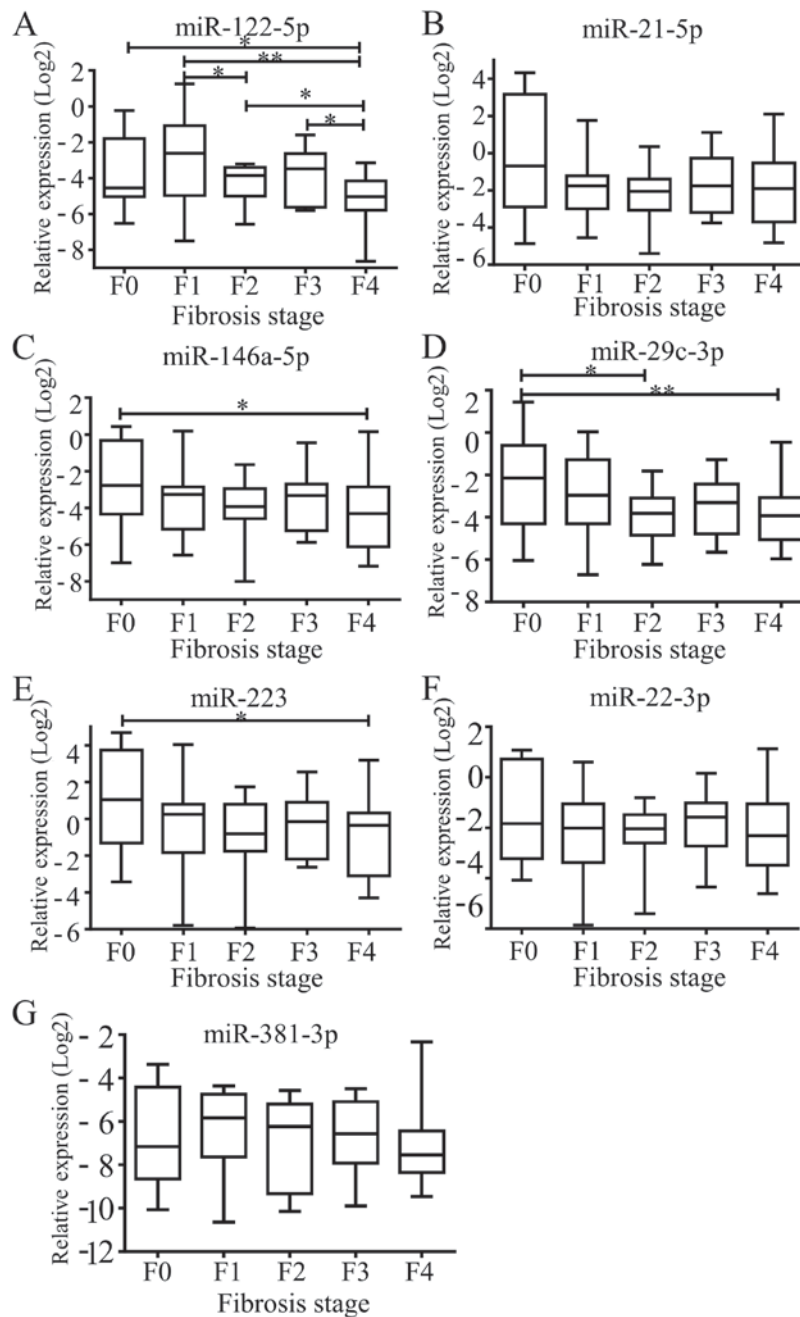 A
miR-122-5p
*
**
*
*
*
Relative expression (Log2)
2
0
-2
-4
-6
-8
F0 F1 F2 F3 F4
Fibrosis stage
B
miR-21-5p
Relative expression (Log2)
4
2
0
-2
-4
-6
F0 F1 F2 F3 F4
Fibrosis stage
C
miR-146a-5p
*
Relative expression (Log2)
2
0
-2
-4
-6
-8
F0 F1 F2 F3 F4
Fibrosis stage
D
miR-29c-3p
*
**
Relative expression (Log2)
2
0
-2
-4
-6
-8
F0 F1 F2 F3 F4
Fibrosis stage
E
miR-223
*
Relative expression (Log2)
4
2
0
-2
-4
-6
F0 F1 F2 F3 F4
Fibrosis stage
F
miR-22-3p
Relative expression (Log2)
2
0
-2
-4
-6
F0 F1 F2 F3 F4
Fibrosis stage
G
miR-381-3p
Relative expression (Log2)
-2
-4
-6
-8
-10
-12
F0 F1 F2 F3 F4
Fibrosis stage